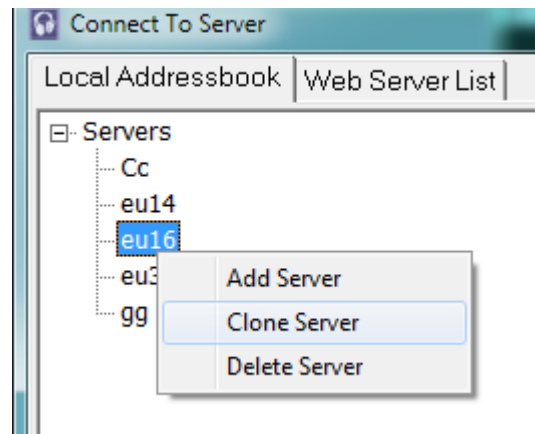 Connect To Server
Local Addressbook Web Server List
Servers
Cc
eu14
eu16
eu3
gg
Add Server
Clone Server
Delete Server